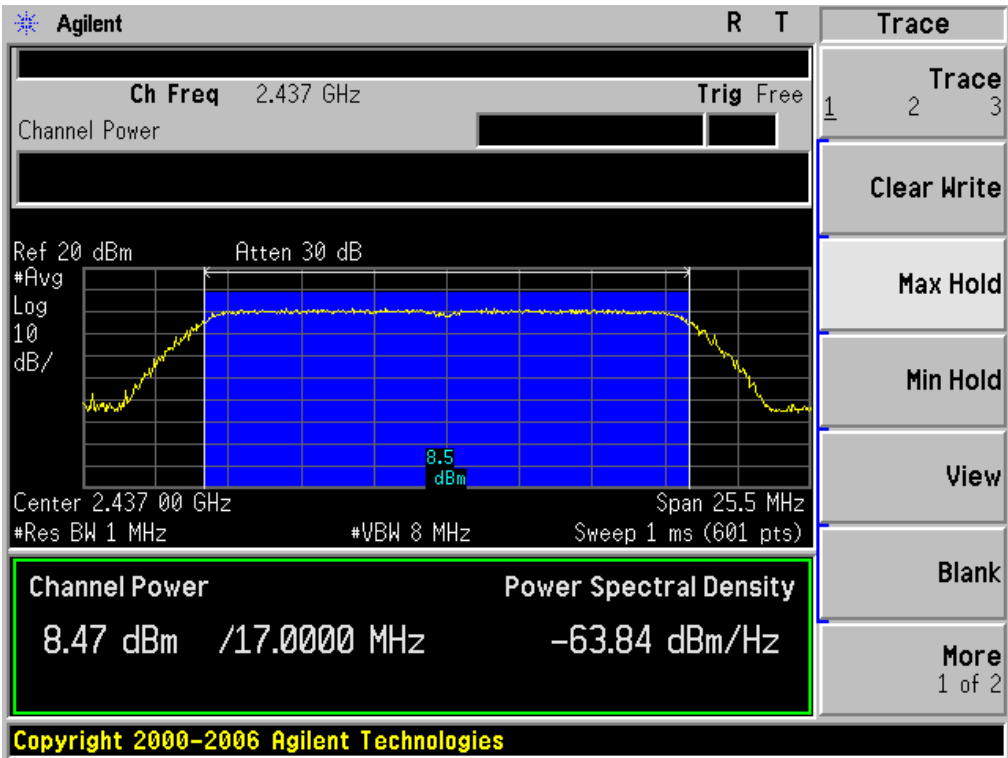 Agilent R T
Ch Freq 2.437 GHz Trig Free
Channel Power
Ref 20 dBm Atten 30 dB
#Avg
Log
10
dB/
8.5
dBm
Center 2.437 00 GHz Span 25.5 MHz
#Res BW 1 MHz #VBW 8 MHz Sweep 1 ms (601 pts)
Channel Power Power Spectral Density
8.47 dBm /17.0000 MHz -63.84 dBm/Hz
Copyright 2000-2006 Agilent Technologies
Trace
Trace
1 2 3
Clear Write
Max Hold
Min Hold
View
Blank
More
1 of 2